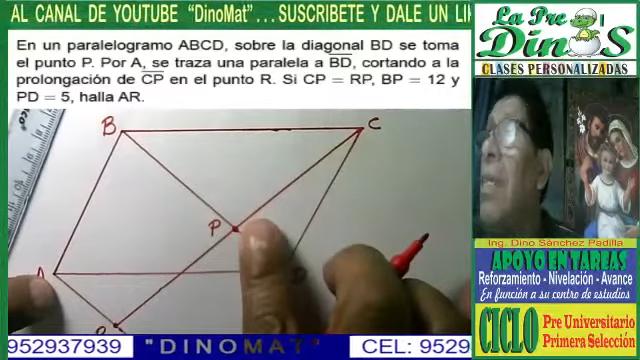 AL CANAL DE YOUTUBE "DinoMat"... SUSCRIBETE Y DALE UN LI
La Pre
DinoS
CLASES PERSONALIZADAS
En un paralelogramo ABCD, sobre la diagonal BD se toma
el punto P. Por A, se traza una paralela a BD, cortando a la
prolongación de CP en el punto R. Si CP = RP, BP = 12 y
PD = 5, halla AR.
B
C
P
A
Ing. Dino Sánchez Padilla
APOYO EN TAREAS
Reforzamiento - Nivelación - Avance
En función a su centro de estudios
CICLO Pre Universitario
Primera Selección
952937939 "DINOMAT" CEL: 9529